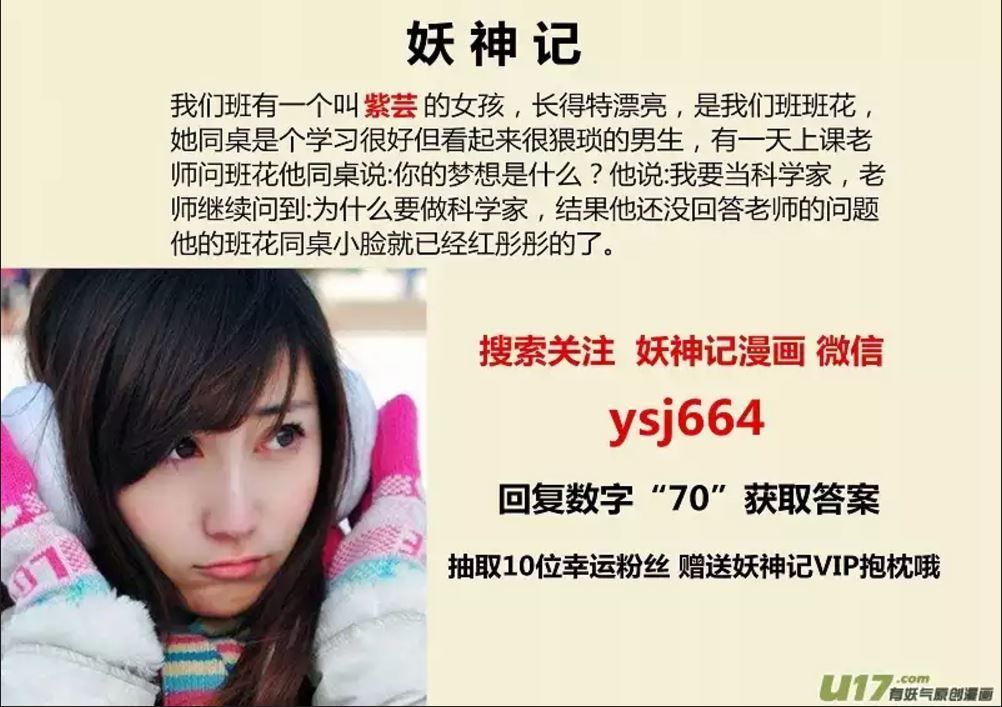 妖神记
我们班有一个叫紫芸的女孩，长得特漂亮，是我们班班花，
她同桌是个学习很好但看起来很猥琐的男生，有一天上课老
师问班花他同桌说:你的梦想是什么？他说:我要当科学家，老
师继续问到:为什么要做科学家，结果他还没回答老师的问题
他的班花同桌小脸就已经红彤彤的了。
搜索关注 妖神记漫画 微信
ysj664
回复数字“70”获取答案
抽取10位幸运粉丝 赠送妖神记VIP抱枕哦
U17.com
有妖气原创漫画